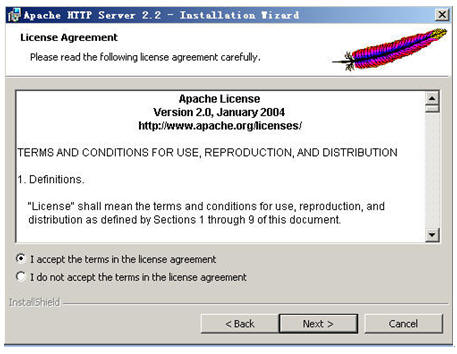 Apache HTTP Server 2.2 - Installation Wizard
License Agreement
Please read the following license agreement carefully.
Apache License
Version 2.0, January 2004
http://www.apache.org/licenses/
TERMS AND CONDITIONS FOR USE, REPRODUCTION, AND DISTRIBUTION
1. Definitions.
"License" shall mean the terms and conditions for use, reproduction, and
distribution as defined by Sections 1 through 9 of this document.
I accept the terms in the license agreement
I do not accept the terms in the license agreement
InstallShield
< Back
Next >
Cancel